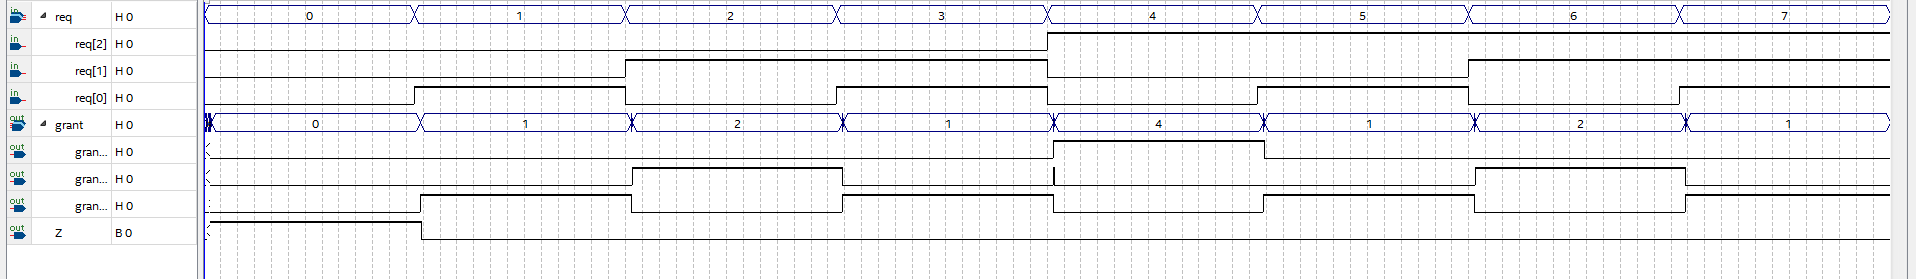 in req H 0 0 1 2 3 4 5 6 7
in req[2] H 0
in req[1] H 0
in req[0] H 0
out grant H 0 0 1 2 1 4 1 2 1
out gran... H 0
out gran... H 0
out gran... H 0
out Z B 0